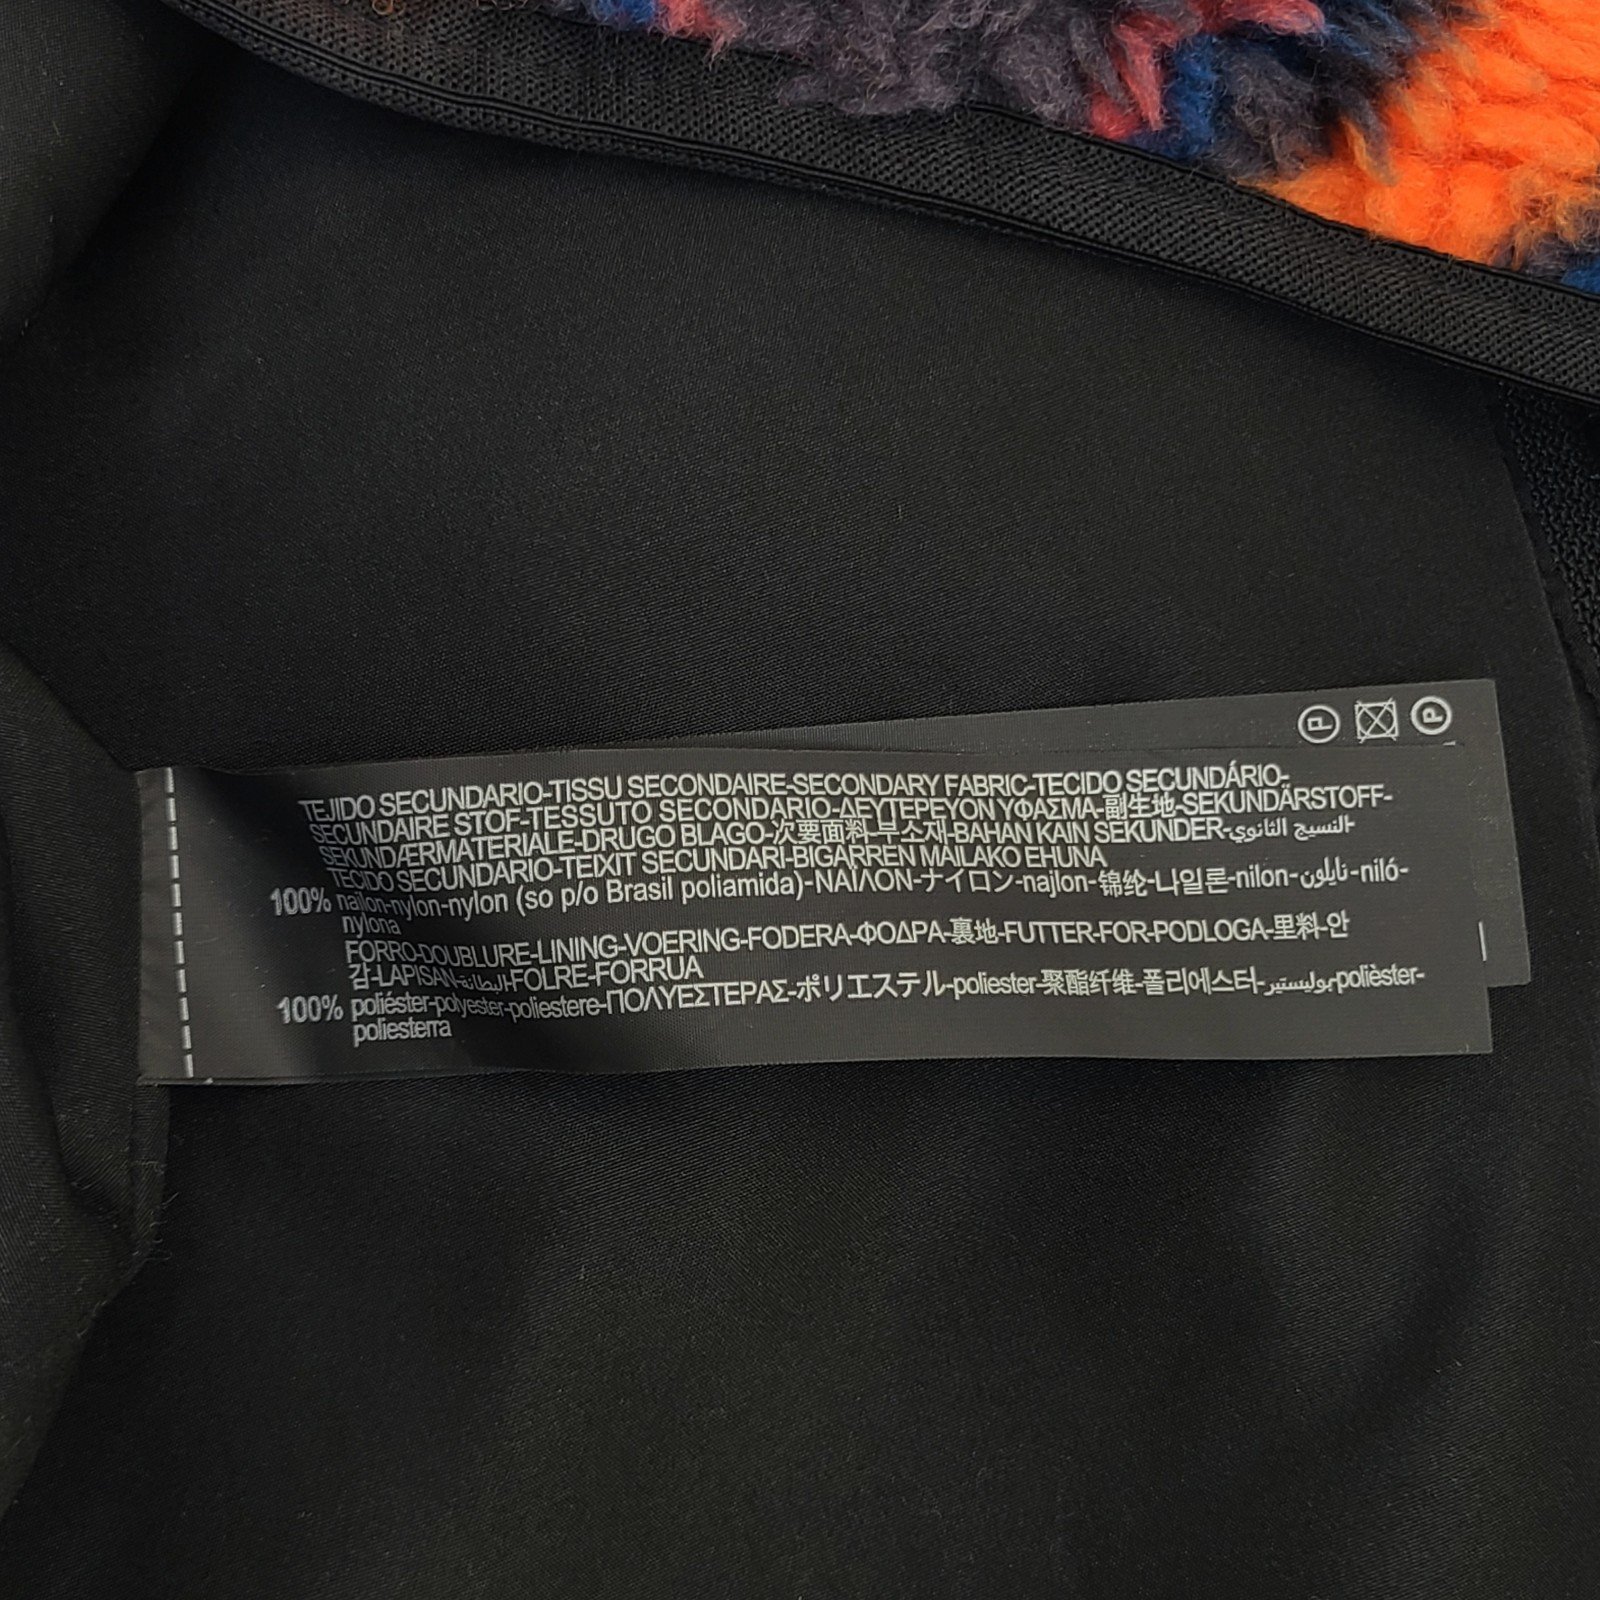 P P
TEJIDO SECUNDARIO-TISSU SECONDAIRE-SECONDARY FABRIC-TECIDO SECUNDÁRIO-
SECUNDAIRE STOF-TESSUTO SECONDARIO-ΔΕΥΤΕΡΕΥΟΝ ΥΦΑΣΜΑ-副生地-SEKUNDÄRSTOFF-
SEKUNDÆRMATERIALE-DRUGO BLAGO-次要面料-부소재-BAHAN KAIN SEKUNDER-النسيج الثانوي-
TECIDO SECUNDARIO-TEIXIT SECUNDARI-BIGARREN MAILAKO EHUNA
100% nailon-nylon-nylon (so p/o Brasil poliamida)-ΝΑΪΛΟΝ-ナイロン-najlon-锦纶-나일론-nilon-نايلون-niló-
nylona
FORRO-DOUBLURE-LINING-VOERING-FODERA-ΦΟΔΡΑ-裏地-FUTTER-FOR-PODLOGA-里料-안
감-LAPISAN-البطانة-FOLRE-FORRUA
100% poliéster-polyester-poliestere-ΠΟΛΥΕΣΤΕΡΑΣ-ポリエステル-poliester-聚酯纤维-폴리에스터-بوليستير-polièster-
poliesterra